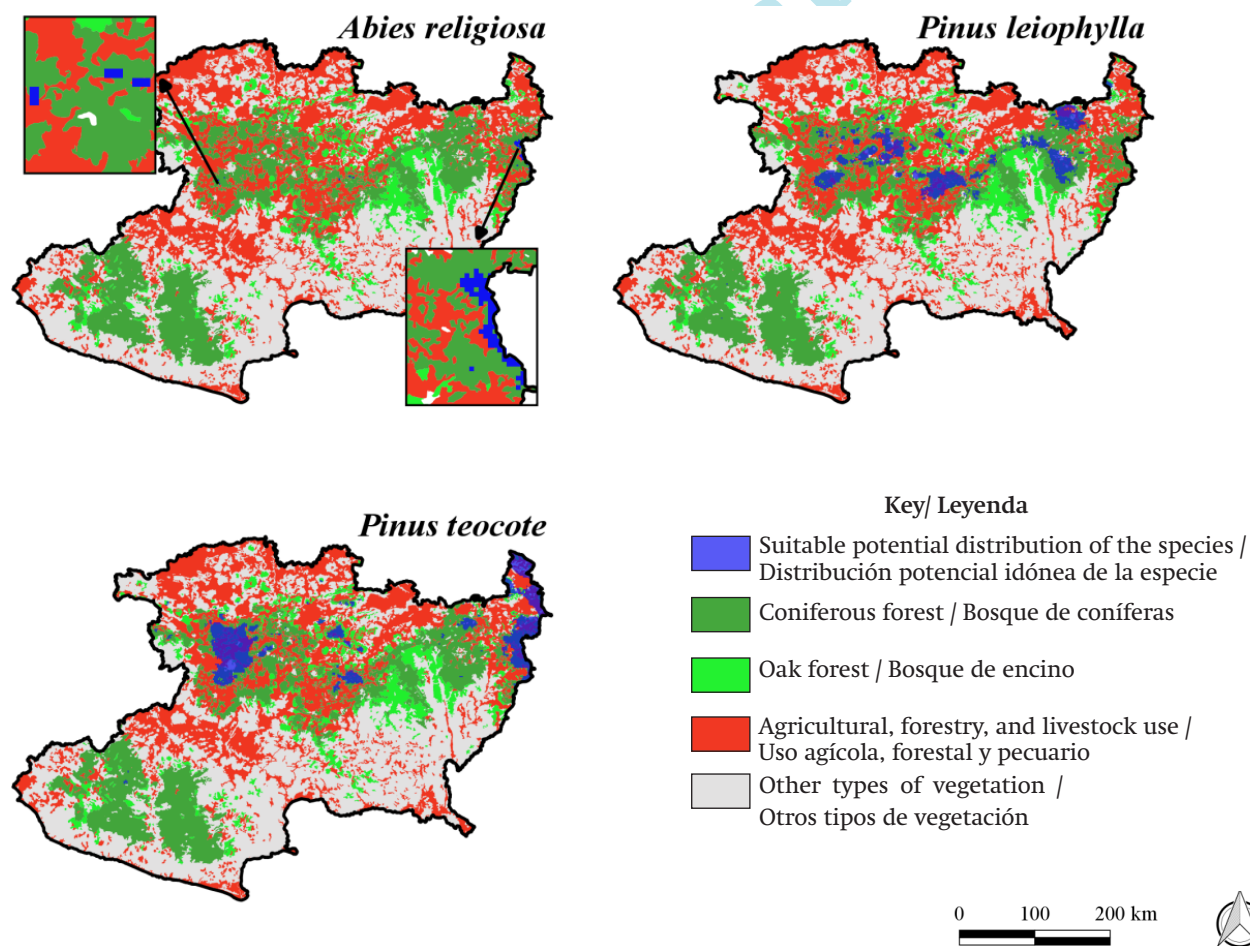 Abies religiosa
Pinus leiophylla
Pinus teocote
Key/ Leyenda
Suitable potential distribution of the species /
Distribución potencial idónea de la especie
Coniferous forest / Bosque de coníferas
Oak forest / Bosque de encino
Agricultural, forestry, and livestock use /
Uso agícola, forestal y pecuario
Other types of vegetation /
Otros tipos de vegetación
0 100 200 km